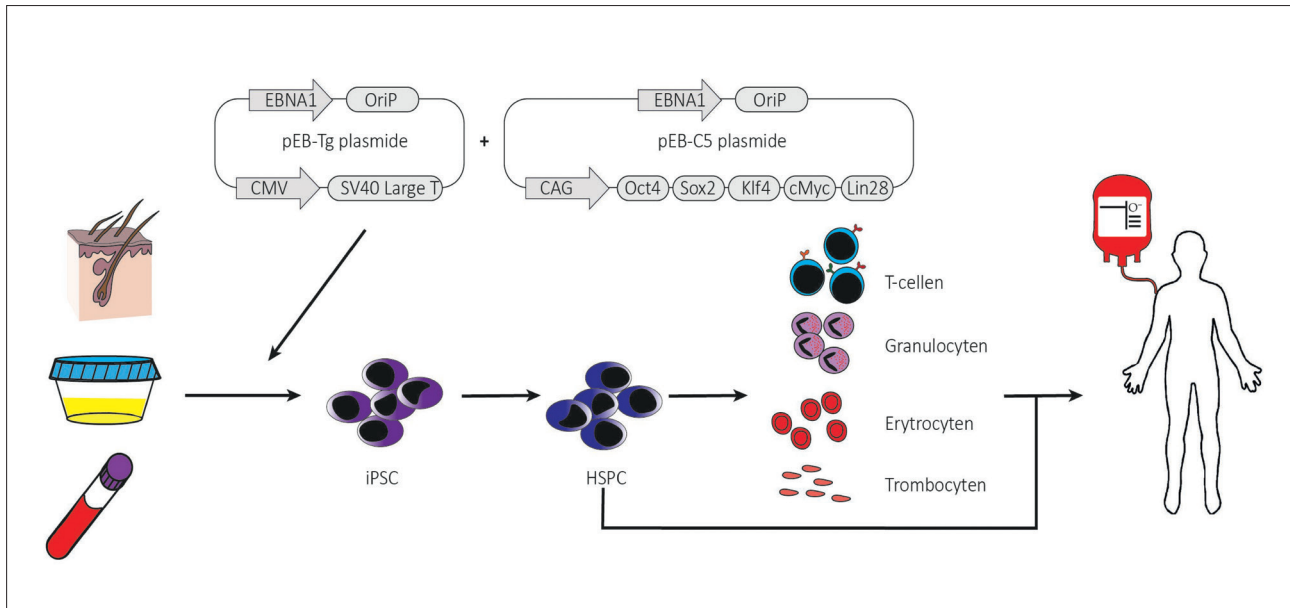 EBNA1 OriP
pEB-Tg plasmide
CMV SV40 Large T
+
EBNA1 OriP
pEB-C5 plasmide
CAG Oct4 Sox2 Klf4 cMyc Lin28
O⁻
T-cellen
Granulocyten
Erytrocyten
Trombocyten
iPSC
HSPC